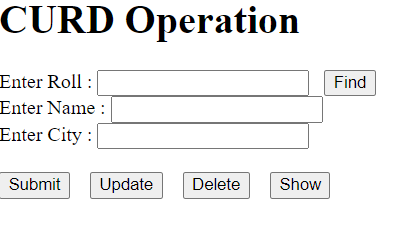 CURD Operation
Enter Roll : Find
Enter Name :
Enter City :
Submit Update Delete Show